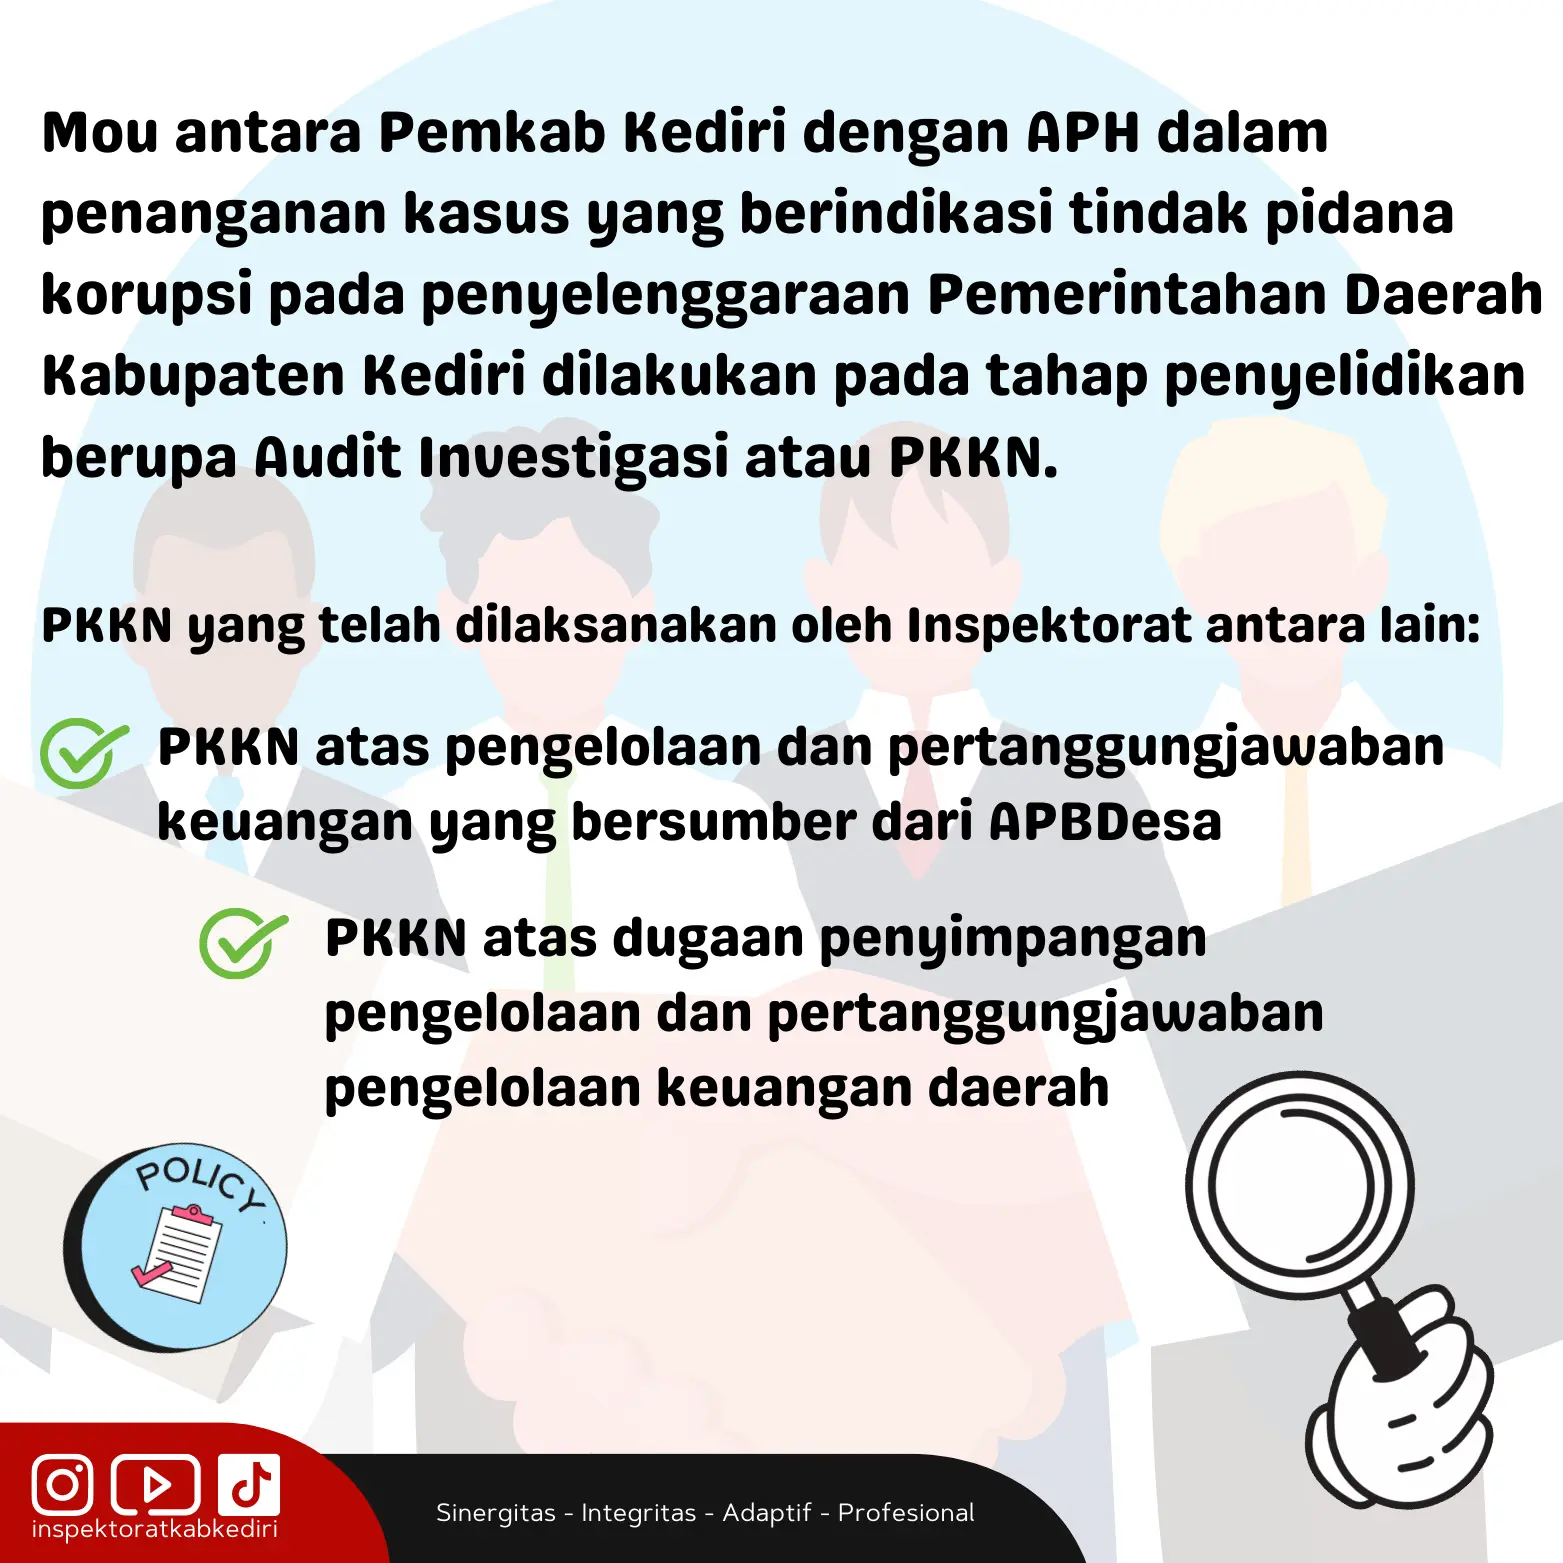 Mou antara Pemkab Kediri dengan APH dalam
penanganan kasus yang berindikasi tindak pidana
korupsi pada penyelenggaraan Pemerintahan Daerah
Kabupaten Kediri dilakukan pada tahap penyelidikan
berupa Audit Investigasi atau PKKN.
PKKN yang telah dilaksanakan oleh Inspektorat antara lain:
PKKN atas pengelolaan dan pertanggungjawaban
keuangan yang bersumber dari APBDesa
PKKN atas dugaan penyimpangan
pengelolaan dan pertanggungjawaban
pengelolaan keuangan daerah
POLICY
inspektoratkabkediri
Sinergitas - Integritas - Adaptif - Profesional